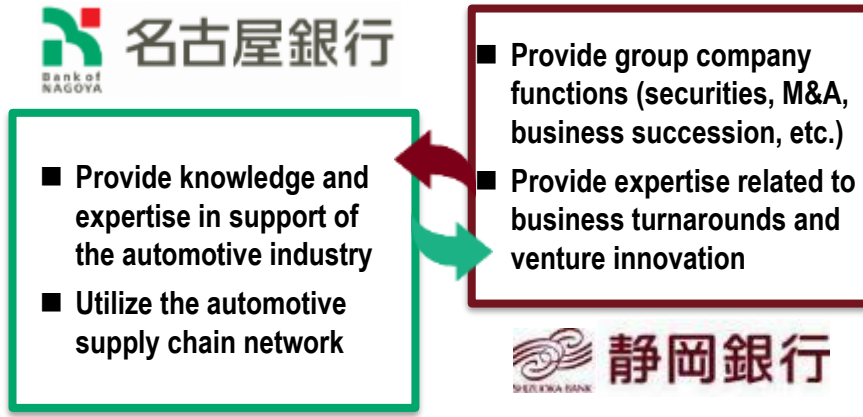 名古屋銀行
Bank of
NAGOYA
■ Provide knowledge and
expertise in support of
the automotive industry
■ Utilize the automotive
supply chain network
■ Provide group company
functions (securities, M&A,
business succession, etc.)
■ Provide expertise related to
business turnarounds and
venture innovation
SHIZUOKA BANK
静岡銀行